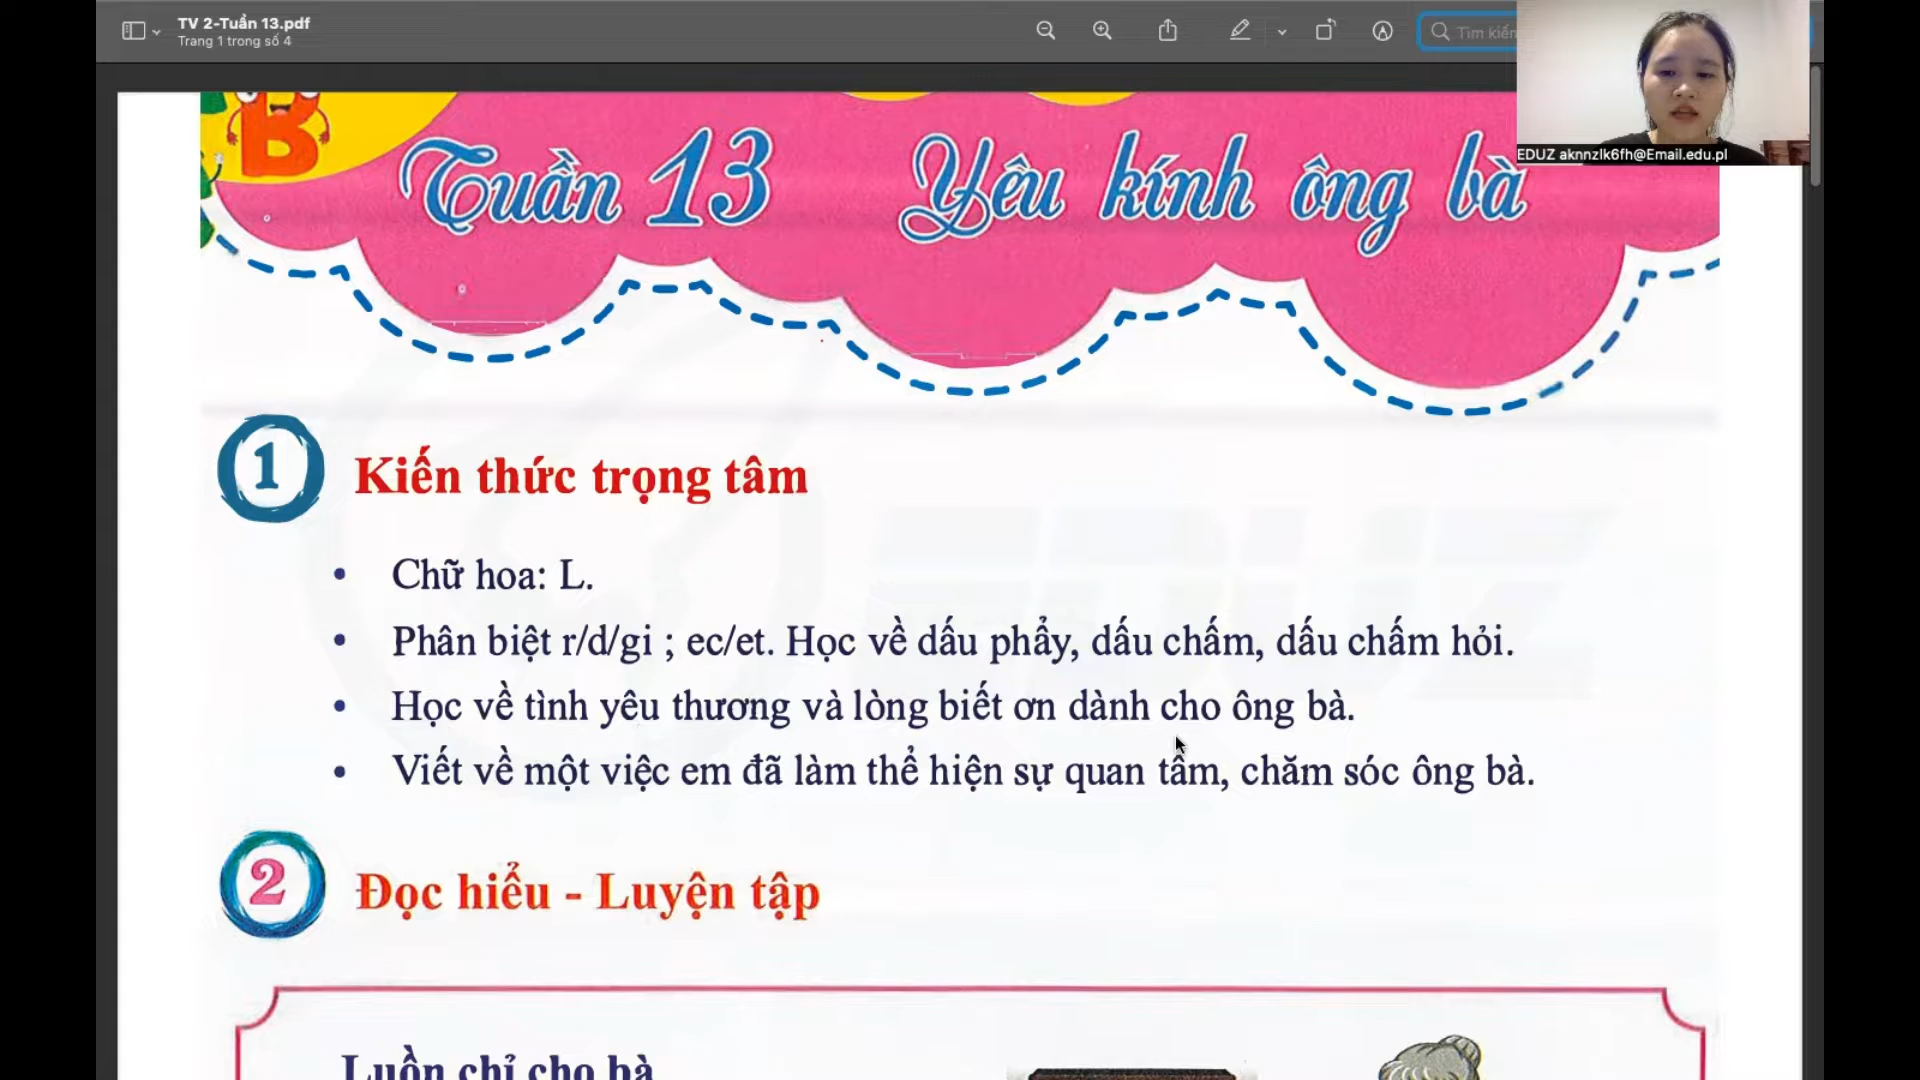 TV 2-Tuần 13.pdf
Trang 1 trong số 4
Tìm kiếm
EDUZ aknnzlk6fh@Email.edu.pl
B
Tuần 13 Yêu kính ông bà
1 Kiến thức trọng tâm
• Chữ hoa: L.
• Phân biệt r/d/gi ; ec/et. Học về dấu phẩy, dấu chấm, dấu chấm hỏi.
• Học về tình yêu thương và lòng biết ơn dành cho ông bà.
• Viết về một việc em đã làm thể hiện sự quan tâm, chăm sóc ông bà.
EDUZ
2 Đọc hiểu - Luyện tập
Luồn chỉ cho bà